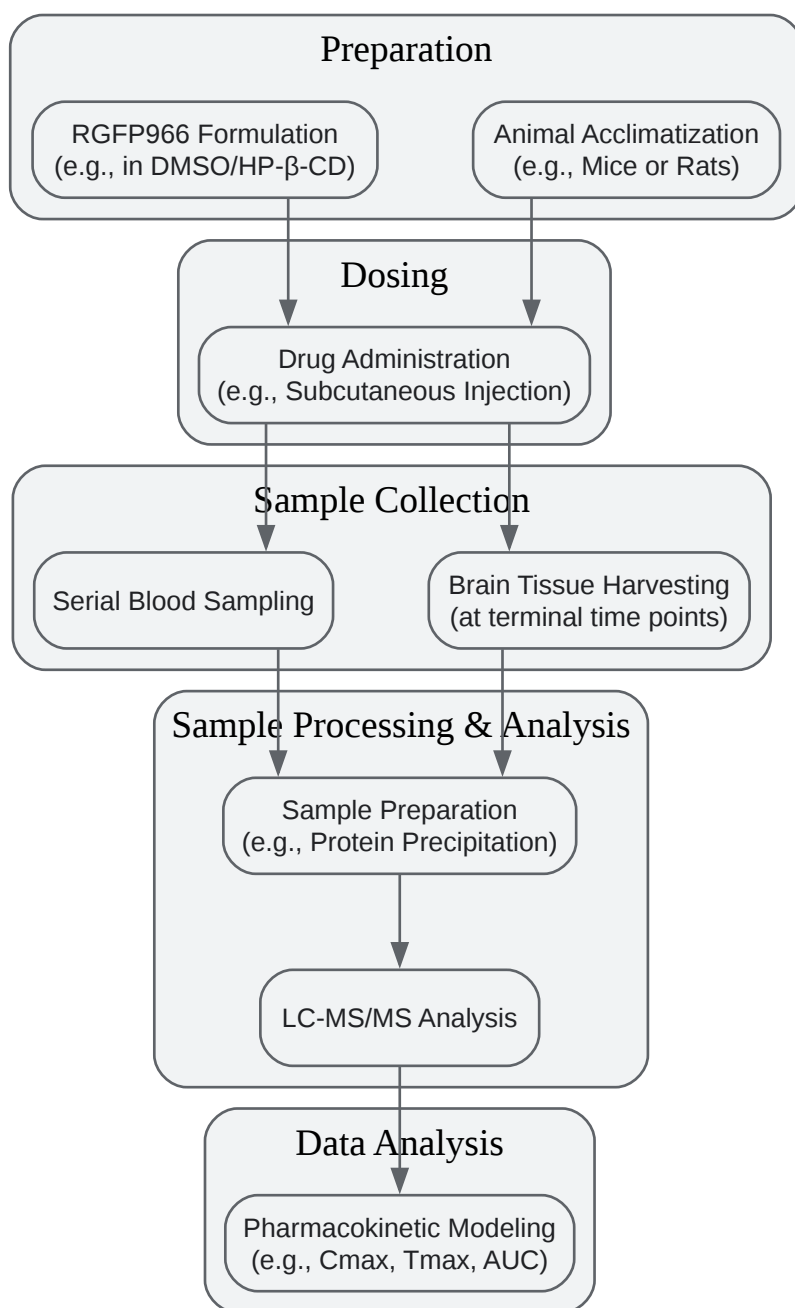 Preparation
RGFP966 Formulation
(e.g., in DMSO/HP-β-CD)
Animal Acclimatization
(e.g., Mice or Rats)
Dosing
Drug Administration
(e.g., Subcutaneous Injection)
Sample Collection
Serial Blood Sampling
Brain Tissue Harvesting
(at terminal time points)
Sample Processing & Analysis
Sample Preparation
(e.g., Protein Precipitation)
LC-MS/MS Analysis
Data Analysis
Pharmacokinetic Modeling
(e.g., Cmax, Tmax, AUC)